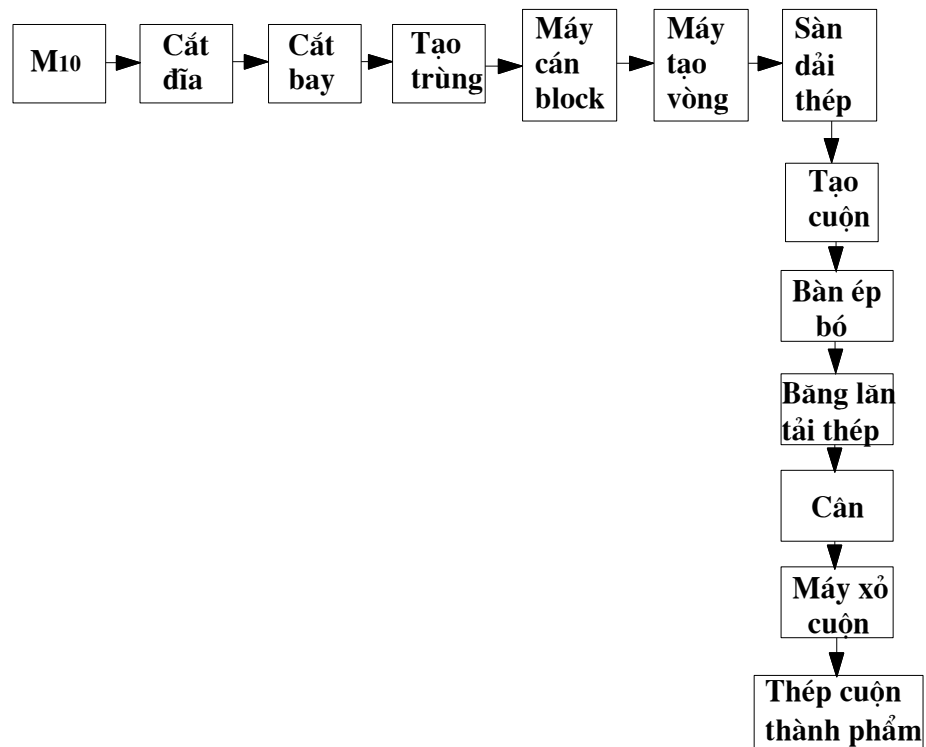 M10
Cắt
đĩa
Cắt
bay
Tạo
trùng
Máy
cán
block
Máy
tạo
vòng
Sàn
dải
thép
Tạo
cuộn
Bàn ép
bó
Băng lăn
tải thép
Cân
Máy xỏ
cuộn
Thép cuộn
thành phẩm